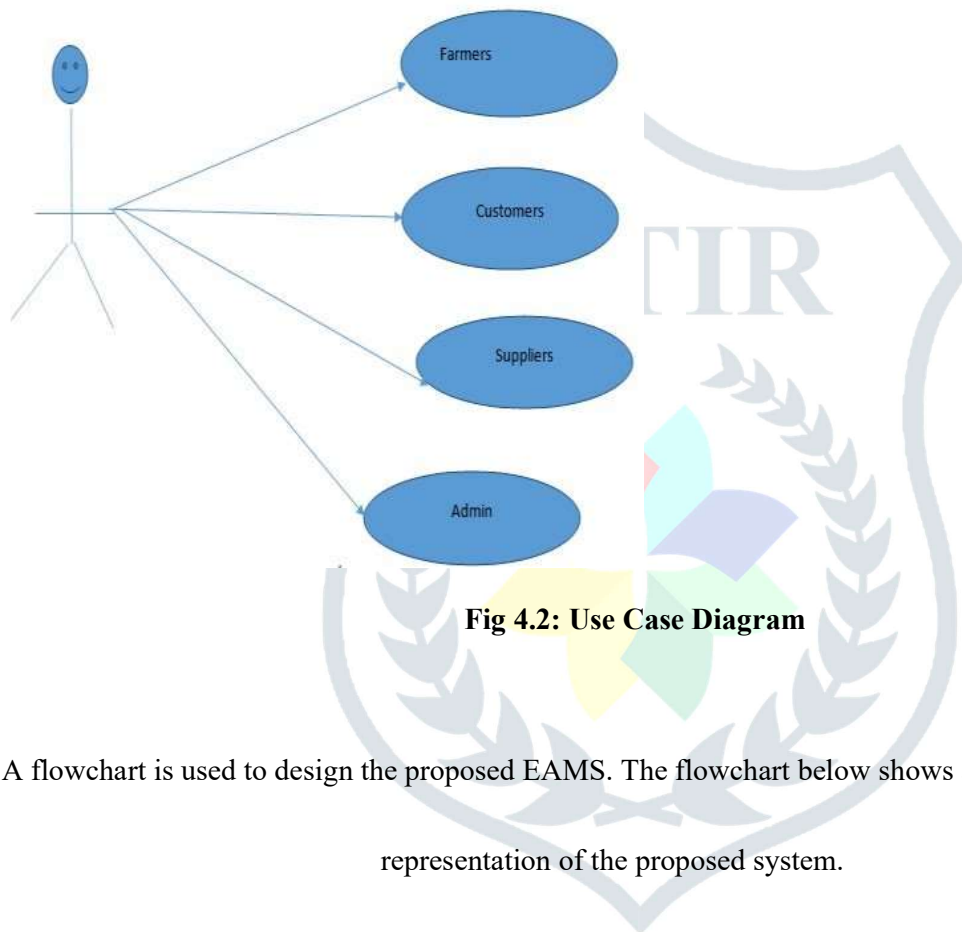 Farmers
Customers
TIR
Suppliers
Admin
Fig 4.2: Use Case Diagram
A flowchart is used to design the proposed EAMS. The flowchart below shows
representation of the proposed system.